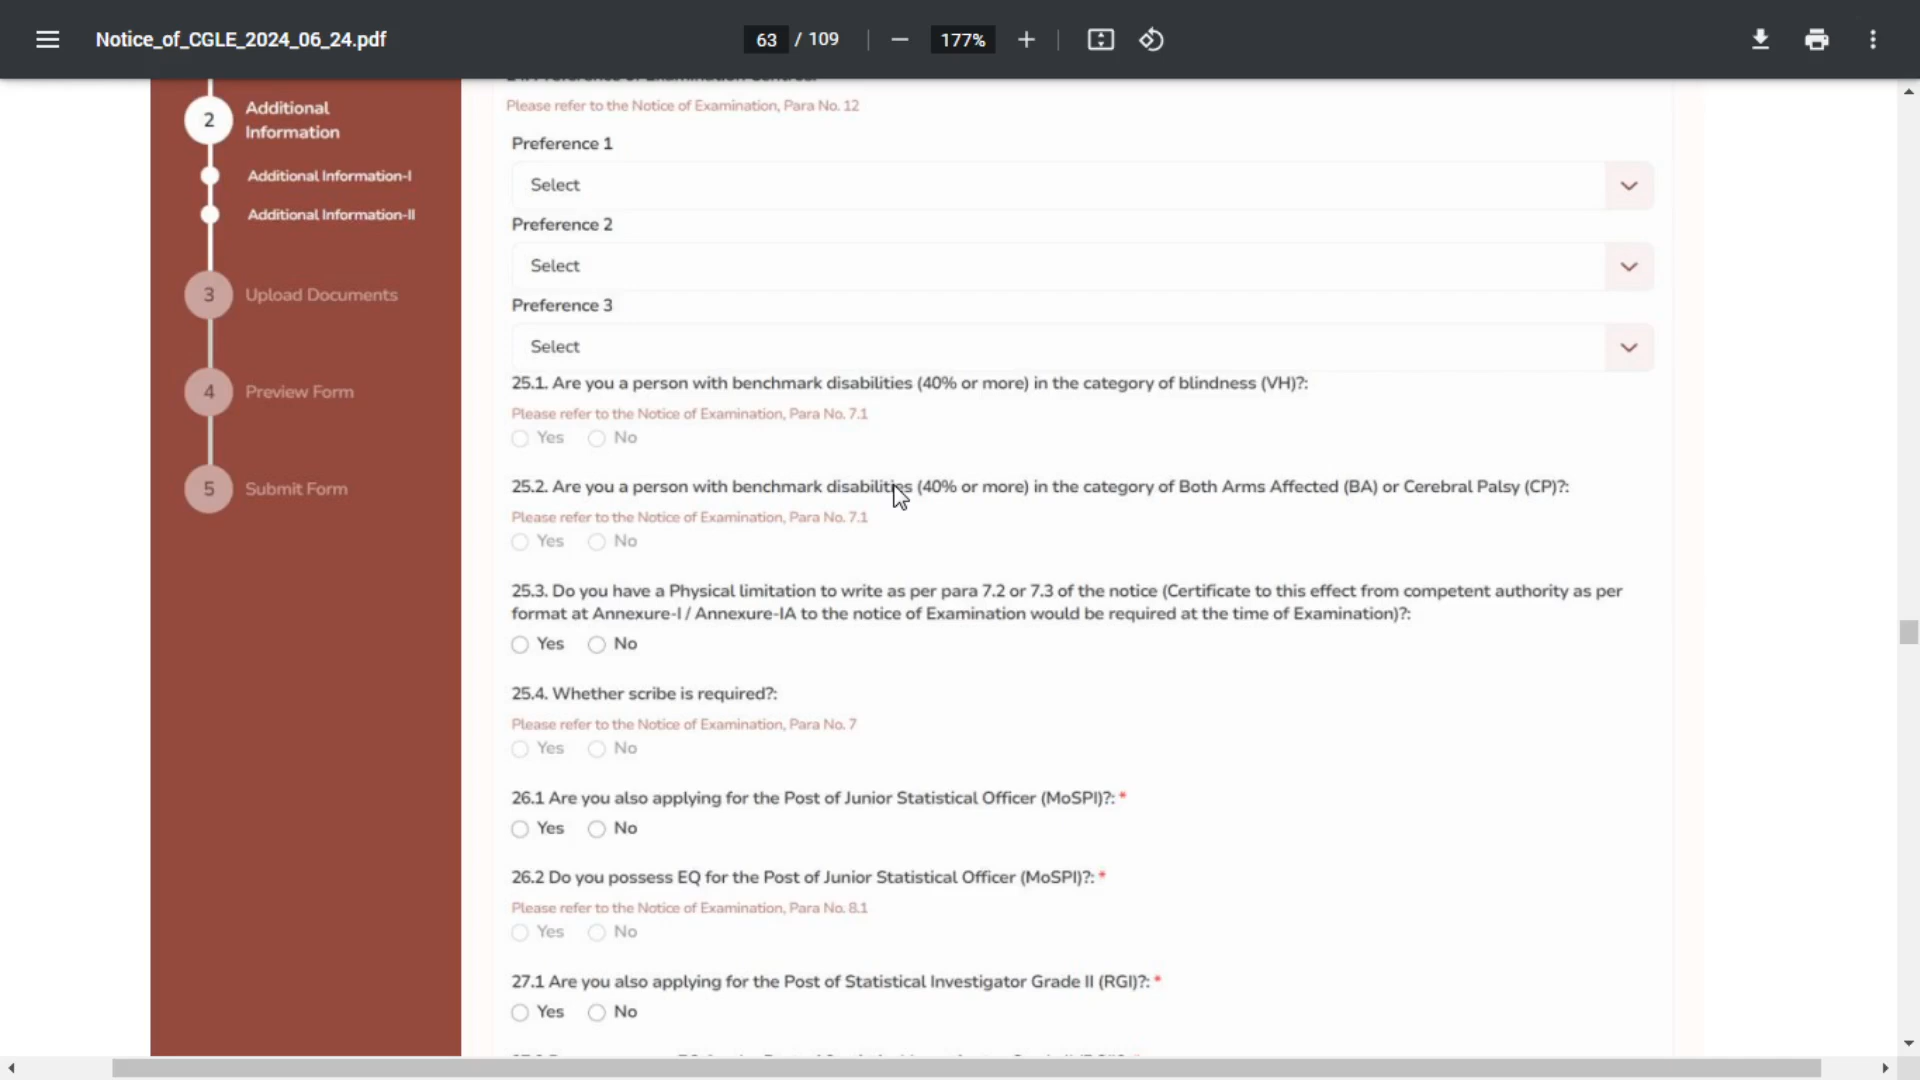 Notice_of_CGLE_2024_06_24.pdf
63 / 109
177%
2
Additional
Information
Additional Information-I
Additional Information-II
3 Upload Documents
4 Preview Form
5 Submit Form
Please refer to the Notice of Examination, Para No. 12
Preference 1
Select
Preference 2
Select
Preference 3
Select
25.1. Are you a person with benchmark disabilities (40% or more) in the category of blindness (VH)?:
Please refer to the Notice of Examination, Para No. 7.1
Yes No
25.2. Are you a person with benchmark disabilities (40% or more) in the category of Both Arms Affected (BA) or Cerebral Palsy (CP)?:
Please refer to the Notice of Examination, Para No. 7.1
Yes No
25.3. Do you have a Physical limitation to write as per para 7.2 or 7.3 of the notice (Certificate to this effect from competent authority as per
format at Annexure-I / Annexure-IA to the notice of Examination would be required at the time of Examination)?:
Yes No
25.4. Whether scribe is required?:
Please refer to the Notice of Examination, Para No. 7
Yes No
26.1 Are you also applying for the Post of Junior Statistical Officer (MoSPI)?: *
Yes No
26.2 Do you possess EQ for the Post of Junior Statistical Officer (MoSPI)?: *
Please refer to the Notice of Examination, Para No. 8.1
Yes No
27.1 Are you also applying for the Post of Statistical Investigator Grade II (RGI)?: *
Yes No